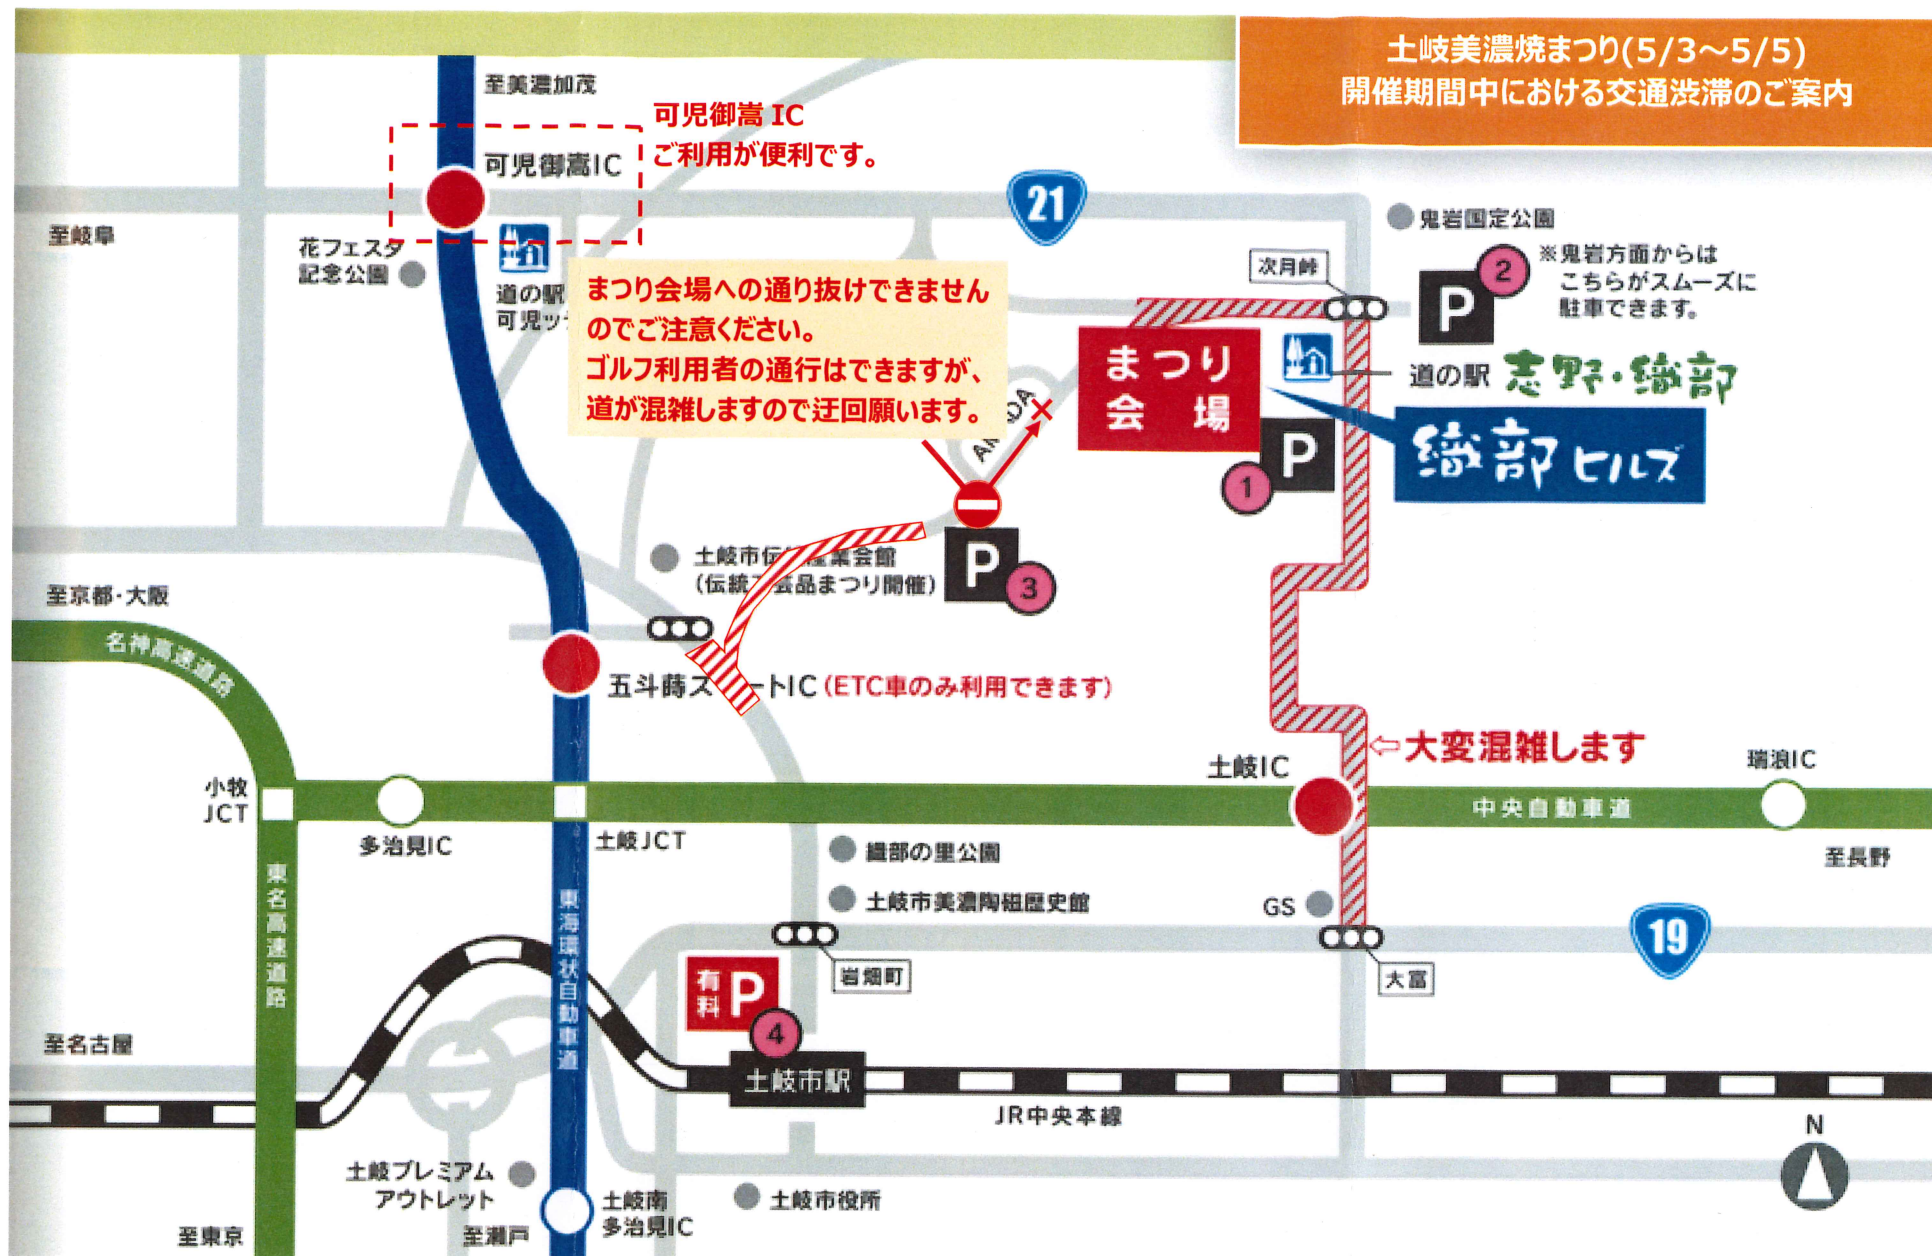 土岐美濃焼まつり(5/3～5/5)
開催期間中における交通渋滞のご案内
至美濃加茂
可児御嵩 IC
ご利用が便利です。
可児御嵩IC
21
至岐阜
花フェスタ
記念公園
道の駅
可児ッテ
鬼岩国定公園
次月峠
P
2
※鬼岩方面からは
こちらがスムーズに
駐車できます。
まつり会場への通り抜けできません
のでご注意ください。
ゴルフ利用者の通行はできますが、
道が混雑しますので迂回願います。
まつり
会場
道の駅 志野・織部
織部ヒルズ
P
1
土岐市伝統産業会館
(伝統工芸品まつり開催)
P
3
至京都・大阪
名神高速道路
五斗蒔スマートIC(ETC車のみ利用できます)
⇦大変混雑します
土岐IC
瑞浪IC
小牧
JCT
多治見IC
土岐JCT
中央自動車道
至長野
東名高速道路
東海環状自動車道
織部の里公園
土岐市美濃陶磁歴史館
GS
19
岩畑町
大富
有料
P
4
至名古屋
土岐市駅
JR中央本線
N
土岐プレミアム
アウトレット
土岐南
多治見IC
土岐市役所
至瀬戸
至東京